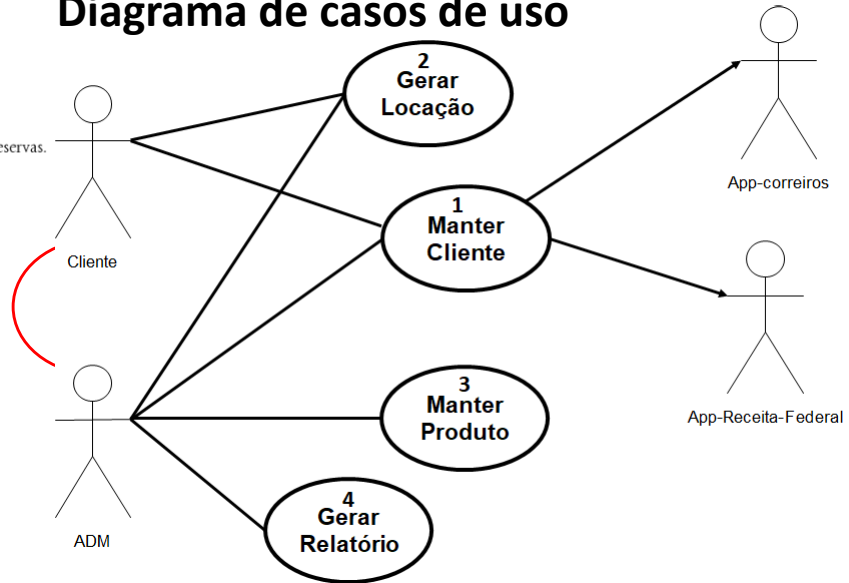 Diagrama de casos de uso
2
Gerar
Locação
eservas.
App-correiros
1
Manter
Cliente
Cliente
3
Manter
Produto
App-Receita-Federal
4
Gerar
Relatório
ADM